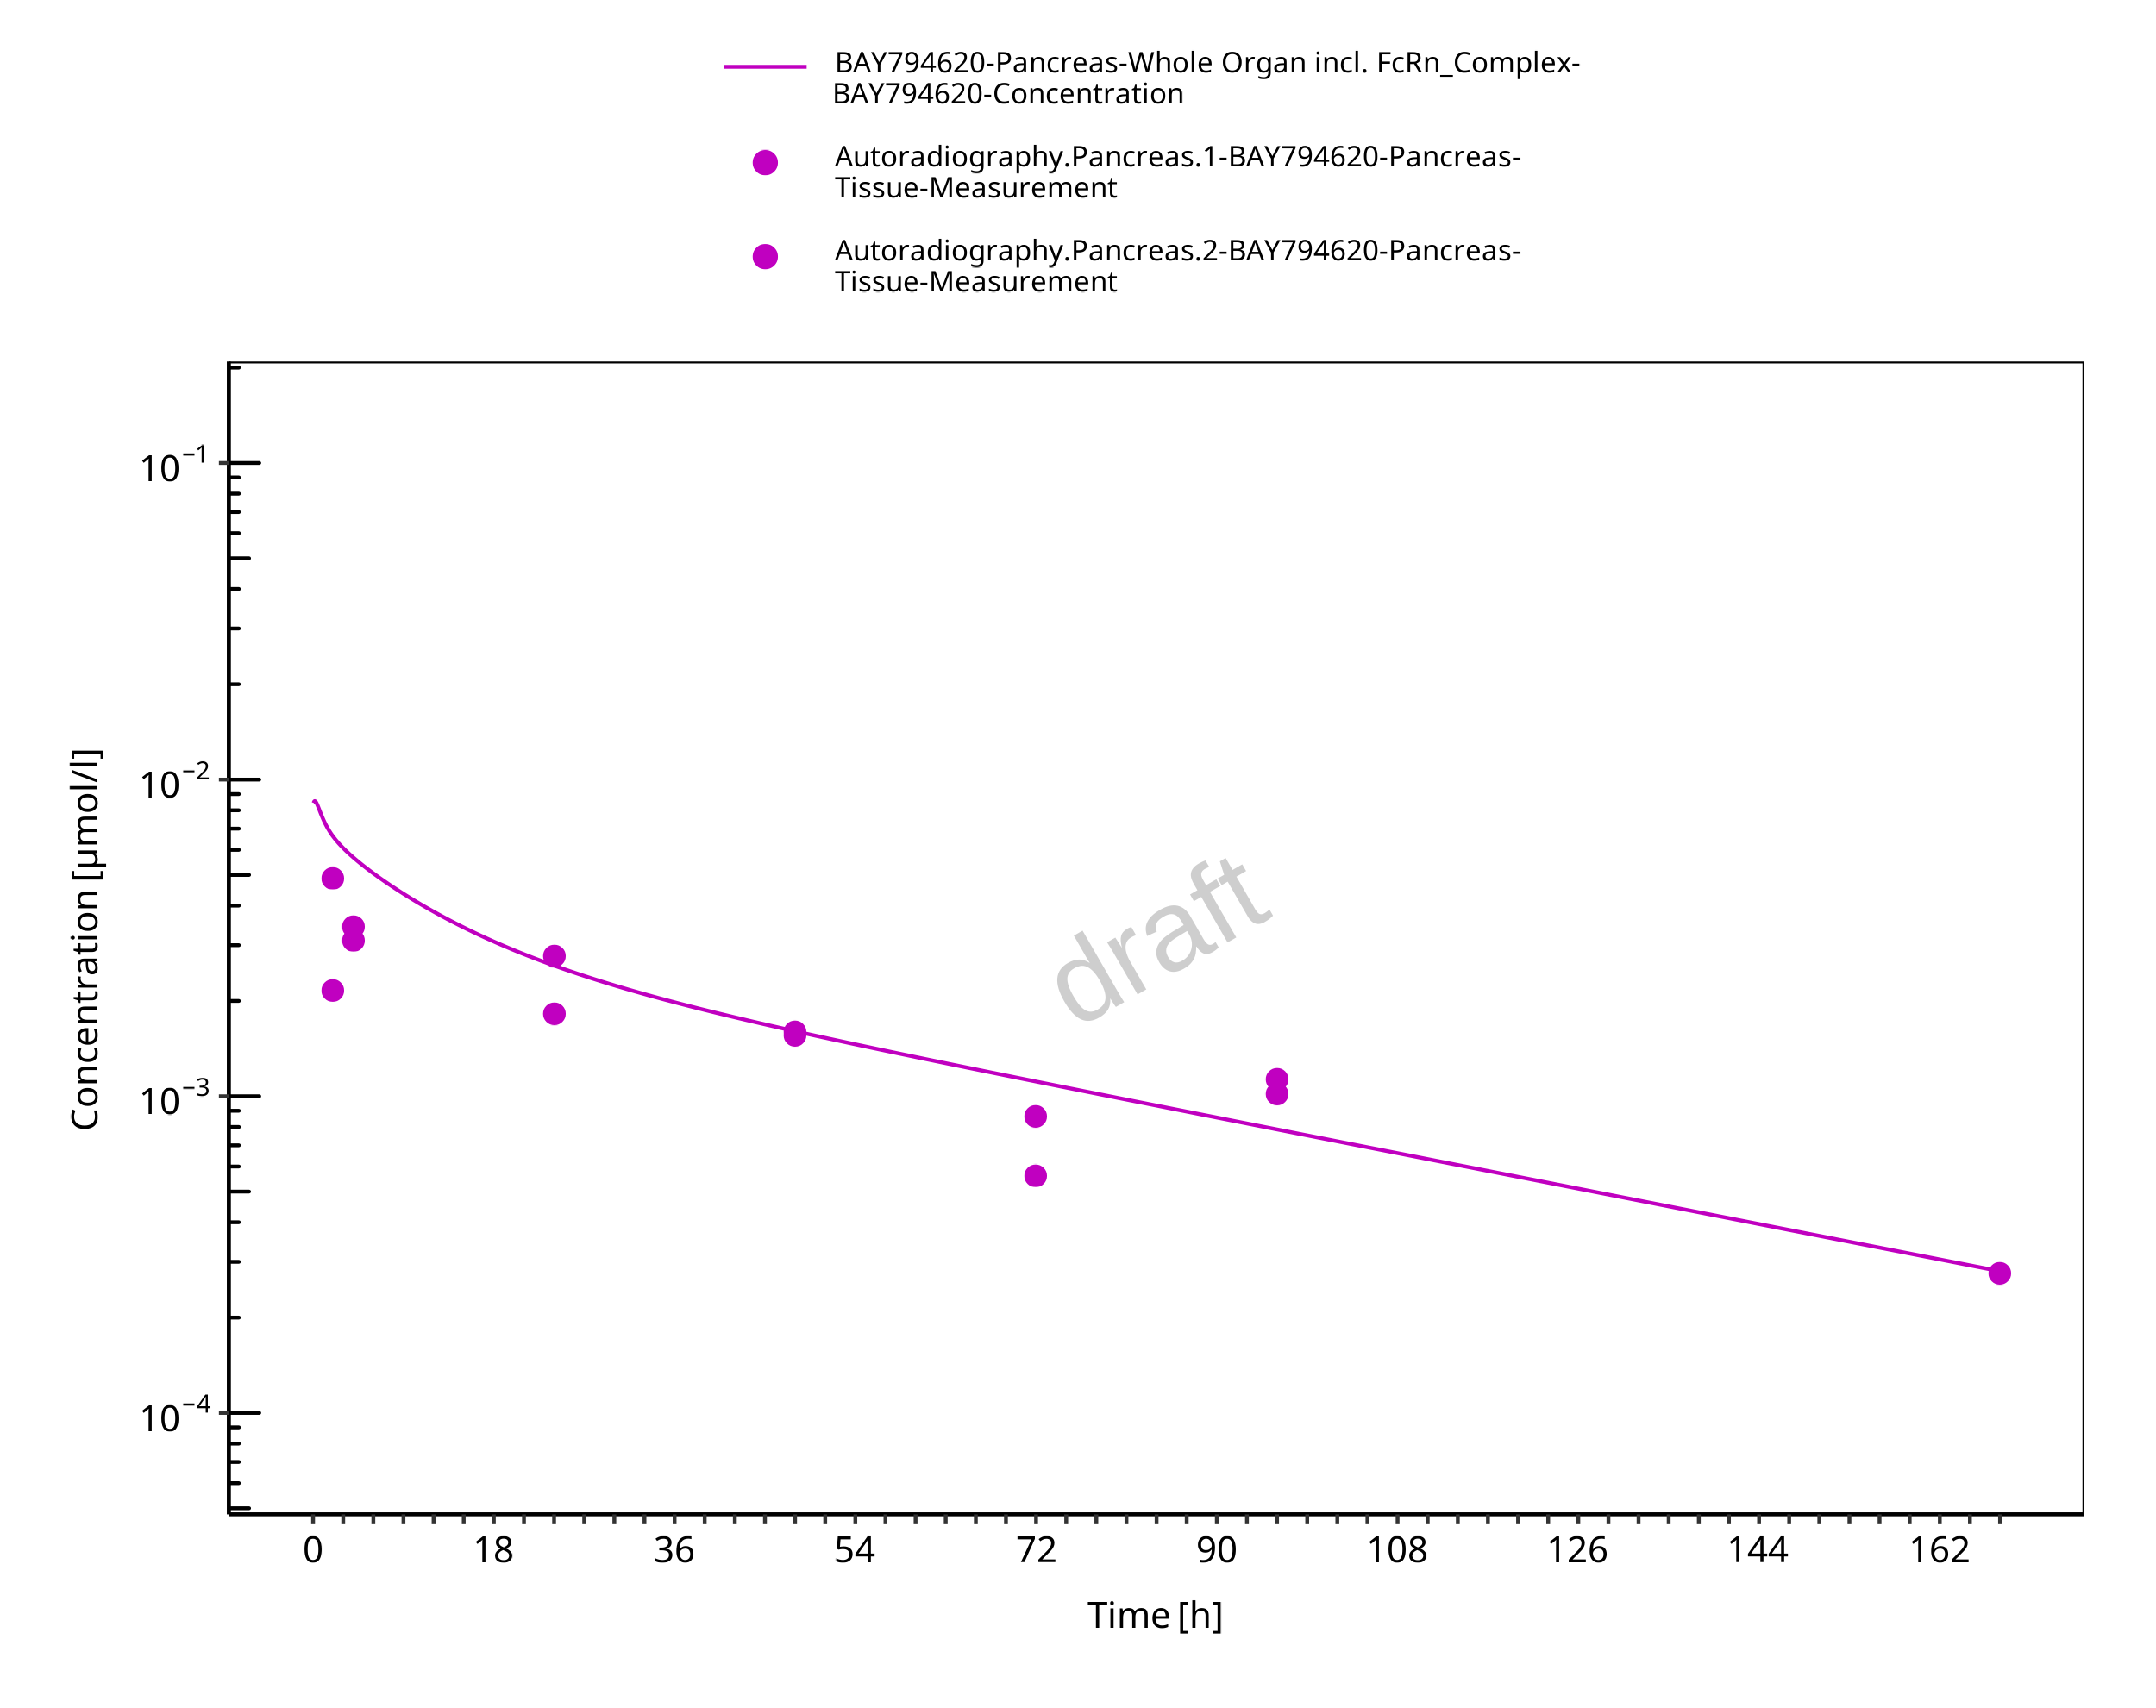 BAY794620-Pancreas-Whole Organ incl. FcRn_Complex-
BAY794620-Concentration
Autoradiography.Pancreas.1-BAY794620-Pancreas-
Tissue-Measurement
Autoradiography.Pancreas.2-BAY794620-Pancreas-
Tissue-Measurement
10⁻¹
10⁻²
10⁻³
10⁻⁴
Concentration [µmol/l]
draft
0 18 36 54 72 90 108 126 144 162
Time [h]